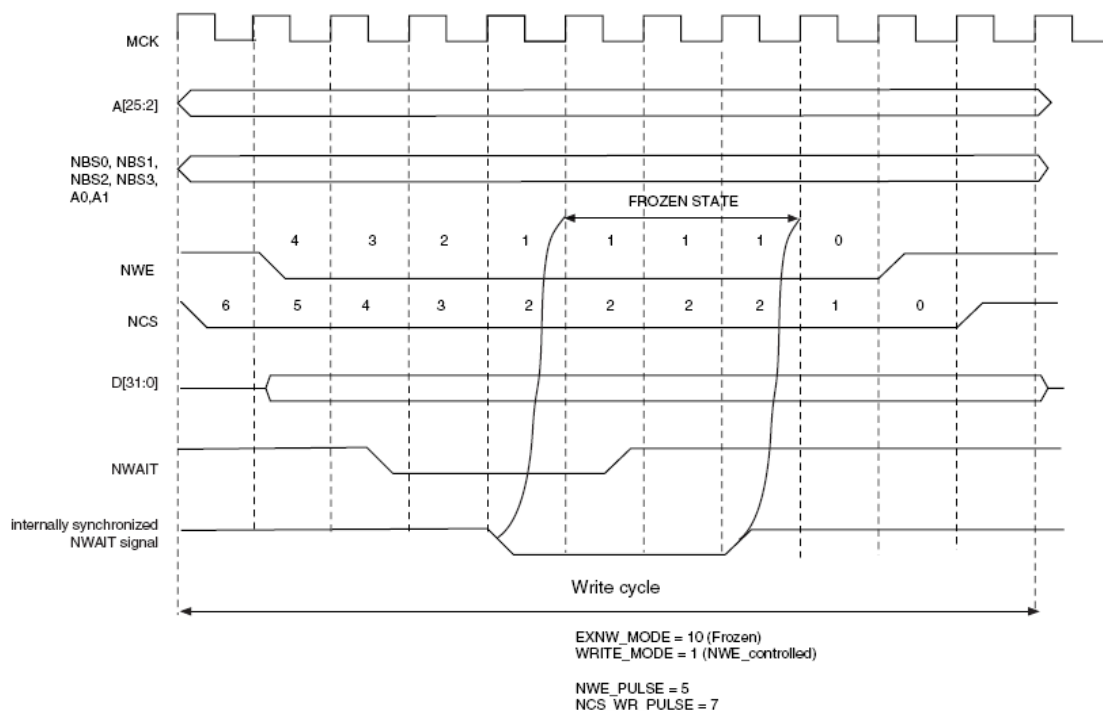 MCK
A[25:2]
NBS0, NBS1,
NBS2, NBS3,
A0,A1
FROZEN STATE
4 3 2 1 1 1 1 0
NWE
6 5 4 3 2 2 2 2 1 0
NCS
D[31:0]
NWAIT
internally synchronized
NWAIT signal
Write cycle
EXNW_MODE = 10 (Frozen)
WRITE_MODE = 1 (NWE_controlled)
NWE_PULSE = 5
NCS_WR_PULSE = 7